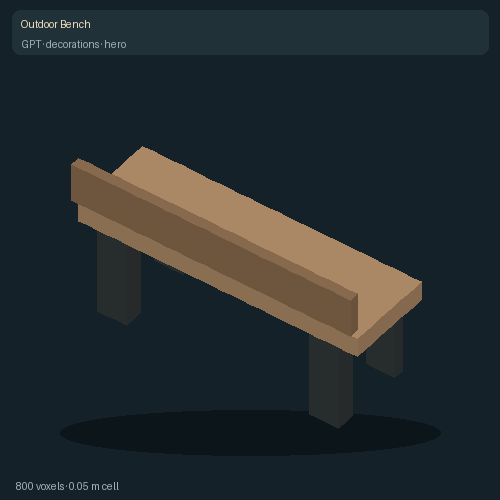 Outdoor Bench
GPT · decorations · hero
800 voxels · 0.05 m cell